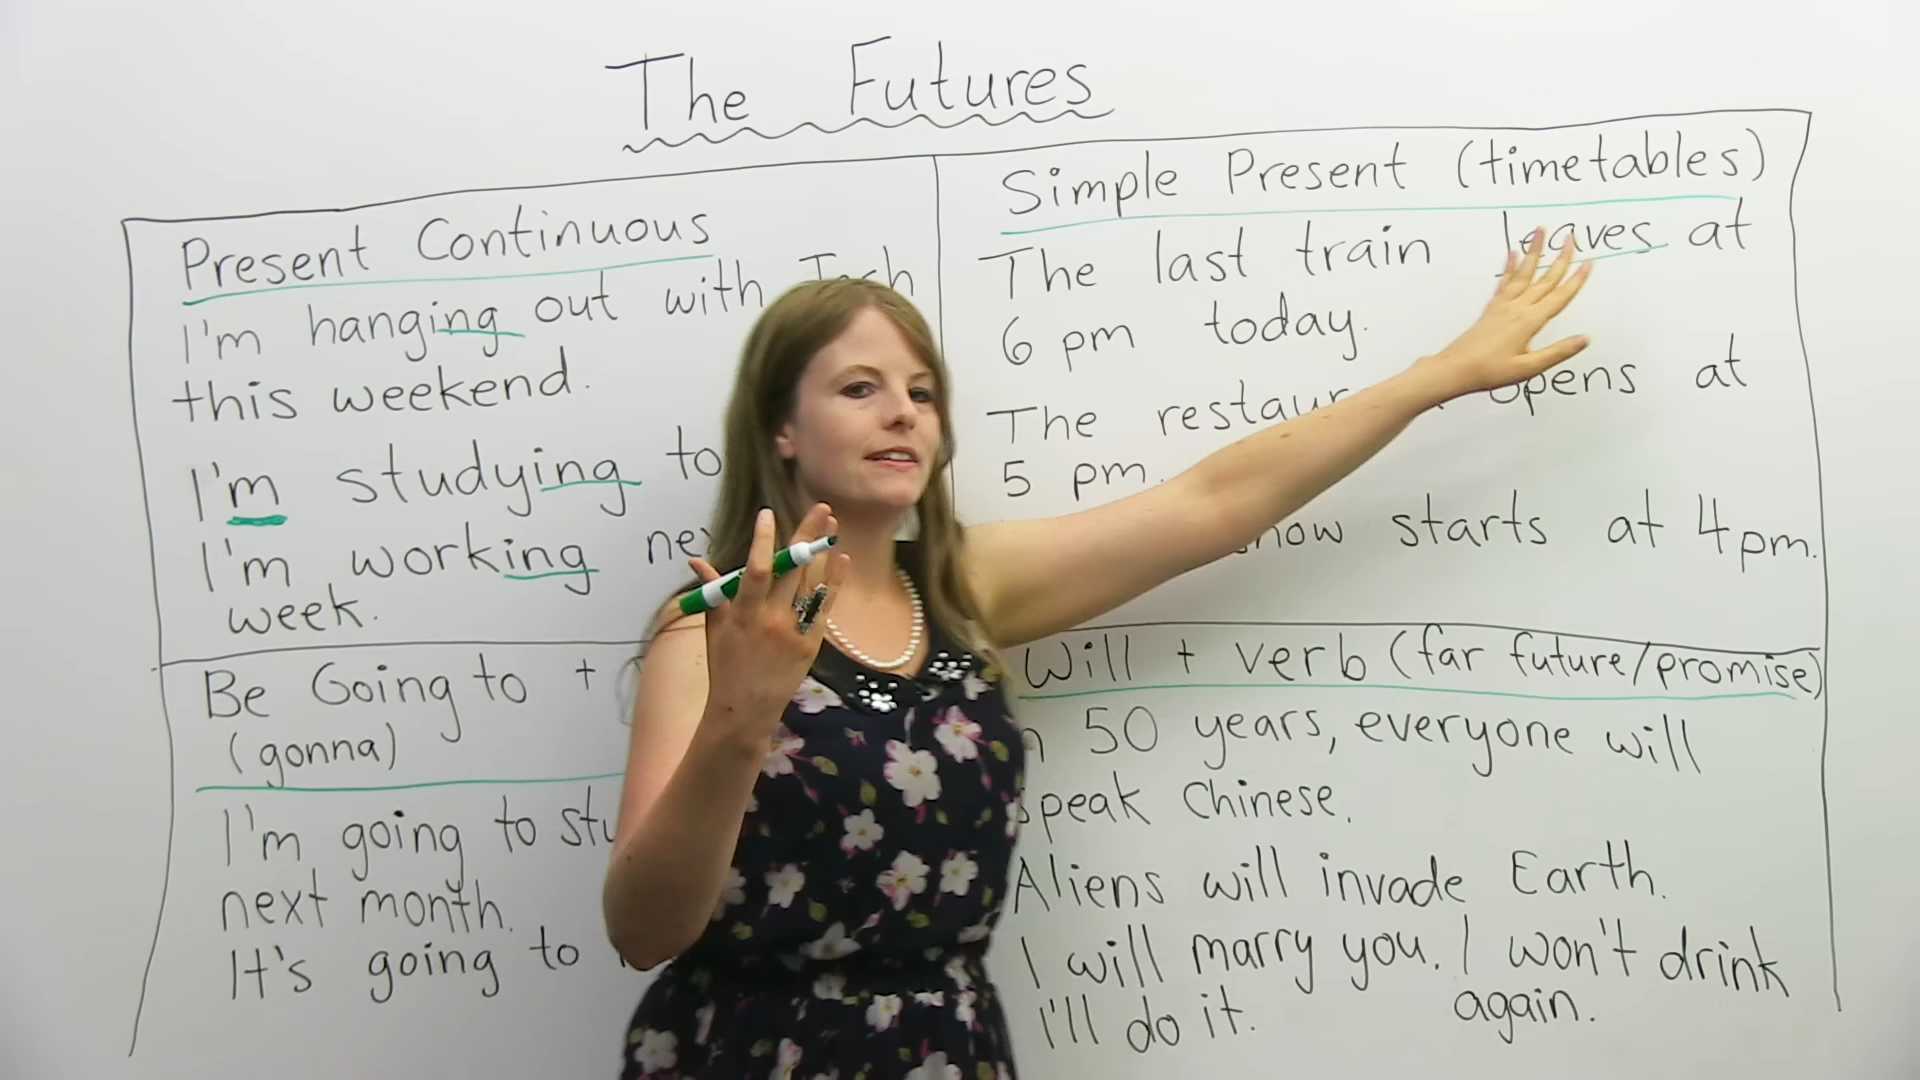 The Futures
Present Continuous
I'm hanging out with
this weekend.
I'm studying
I'm working
week.
Simple Present (timetables)
The last train leaves at
6 pm today.
The opens at
5 pm.
starts at 4pm.
Be Going to +
(gonna)
I'm going to
next month.
It's going to
Will + verb (far future/promise)
50 years, everyone will
speak Chinese.
Aliens will invade Earth.
I will marry you. I won't drink
I'll do it. again.